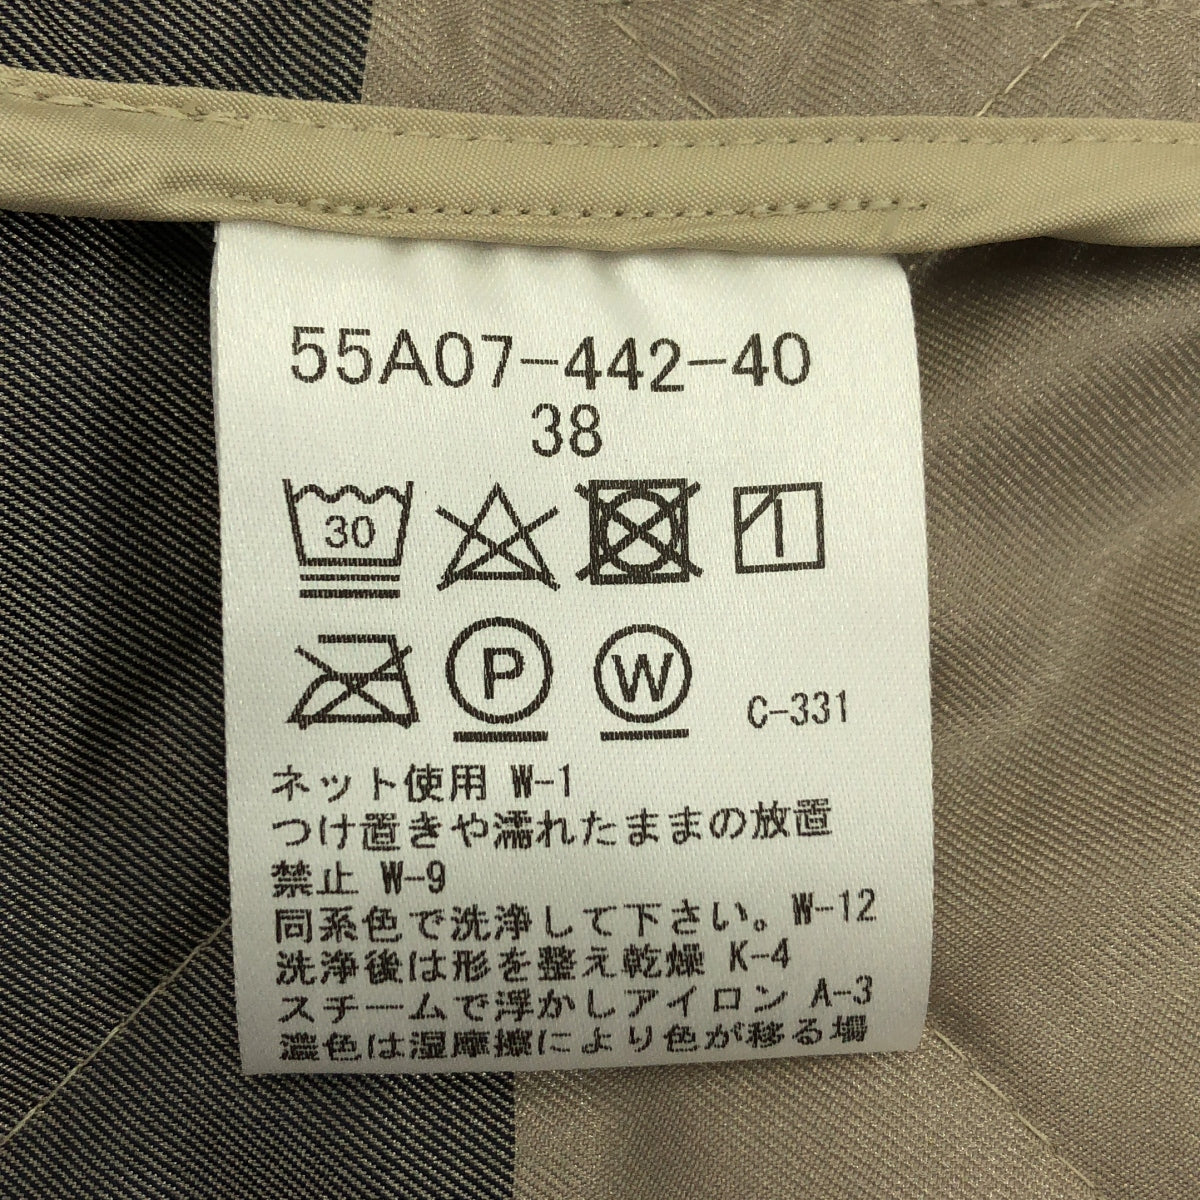 55A07-442-40
38
30
P W C-331
ネット使用 W-1
つけ置きや濡れたままの放置
禁止 W-9
同系色で洗浄して下さい。W-12
洗浄後は形を整え乾燥 K-4
スチームで浮かしアイロン A-3
濃色は湿摩擦により色が移る場